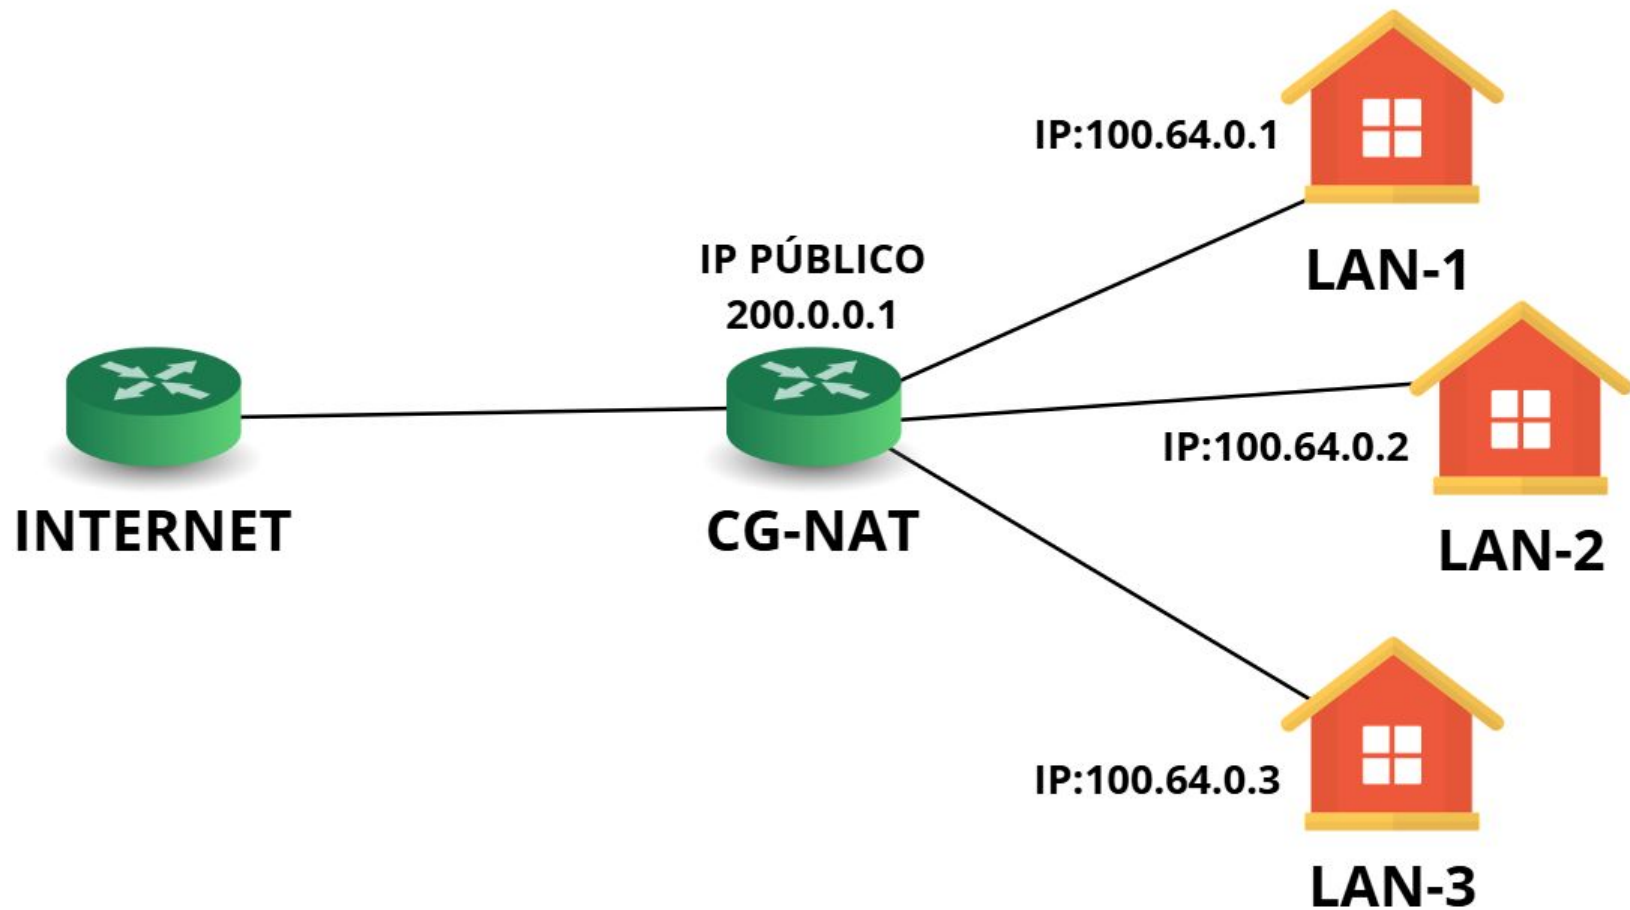 IP:100.64.0.1
LAN-1
IP PÚBLICO
200.0.0.1
IP:100.64.0.2
INTERNET
CG-NAT
LAN-2
IP:100.64.0.3
LAN-3